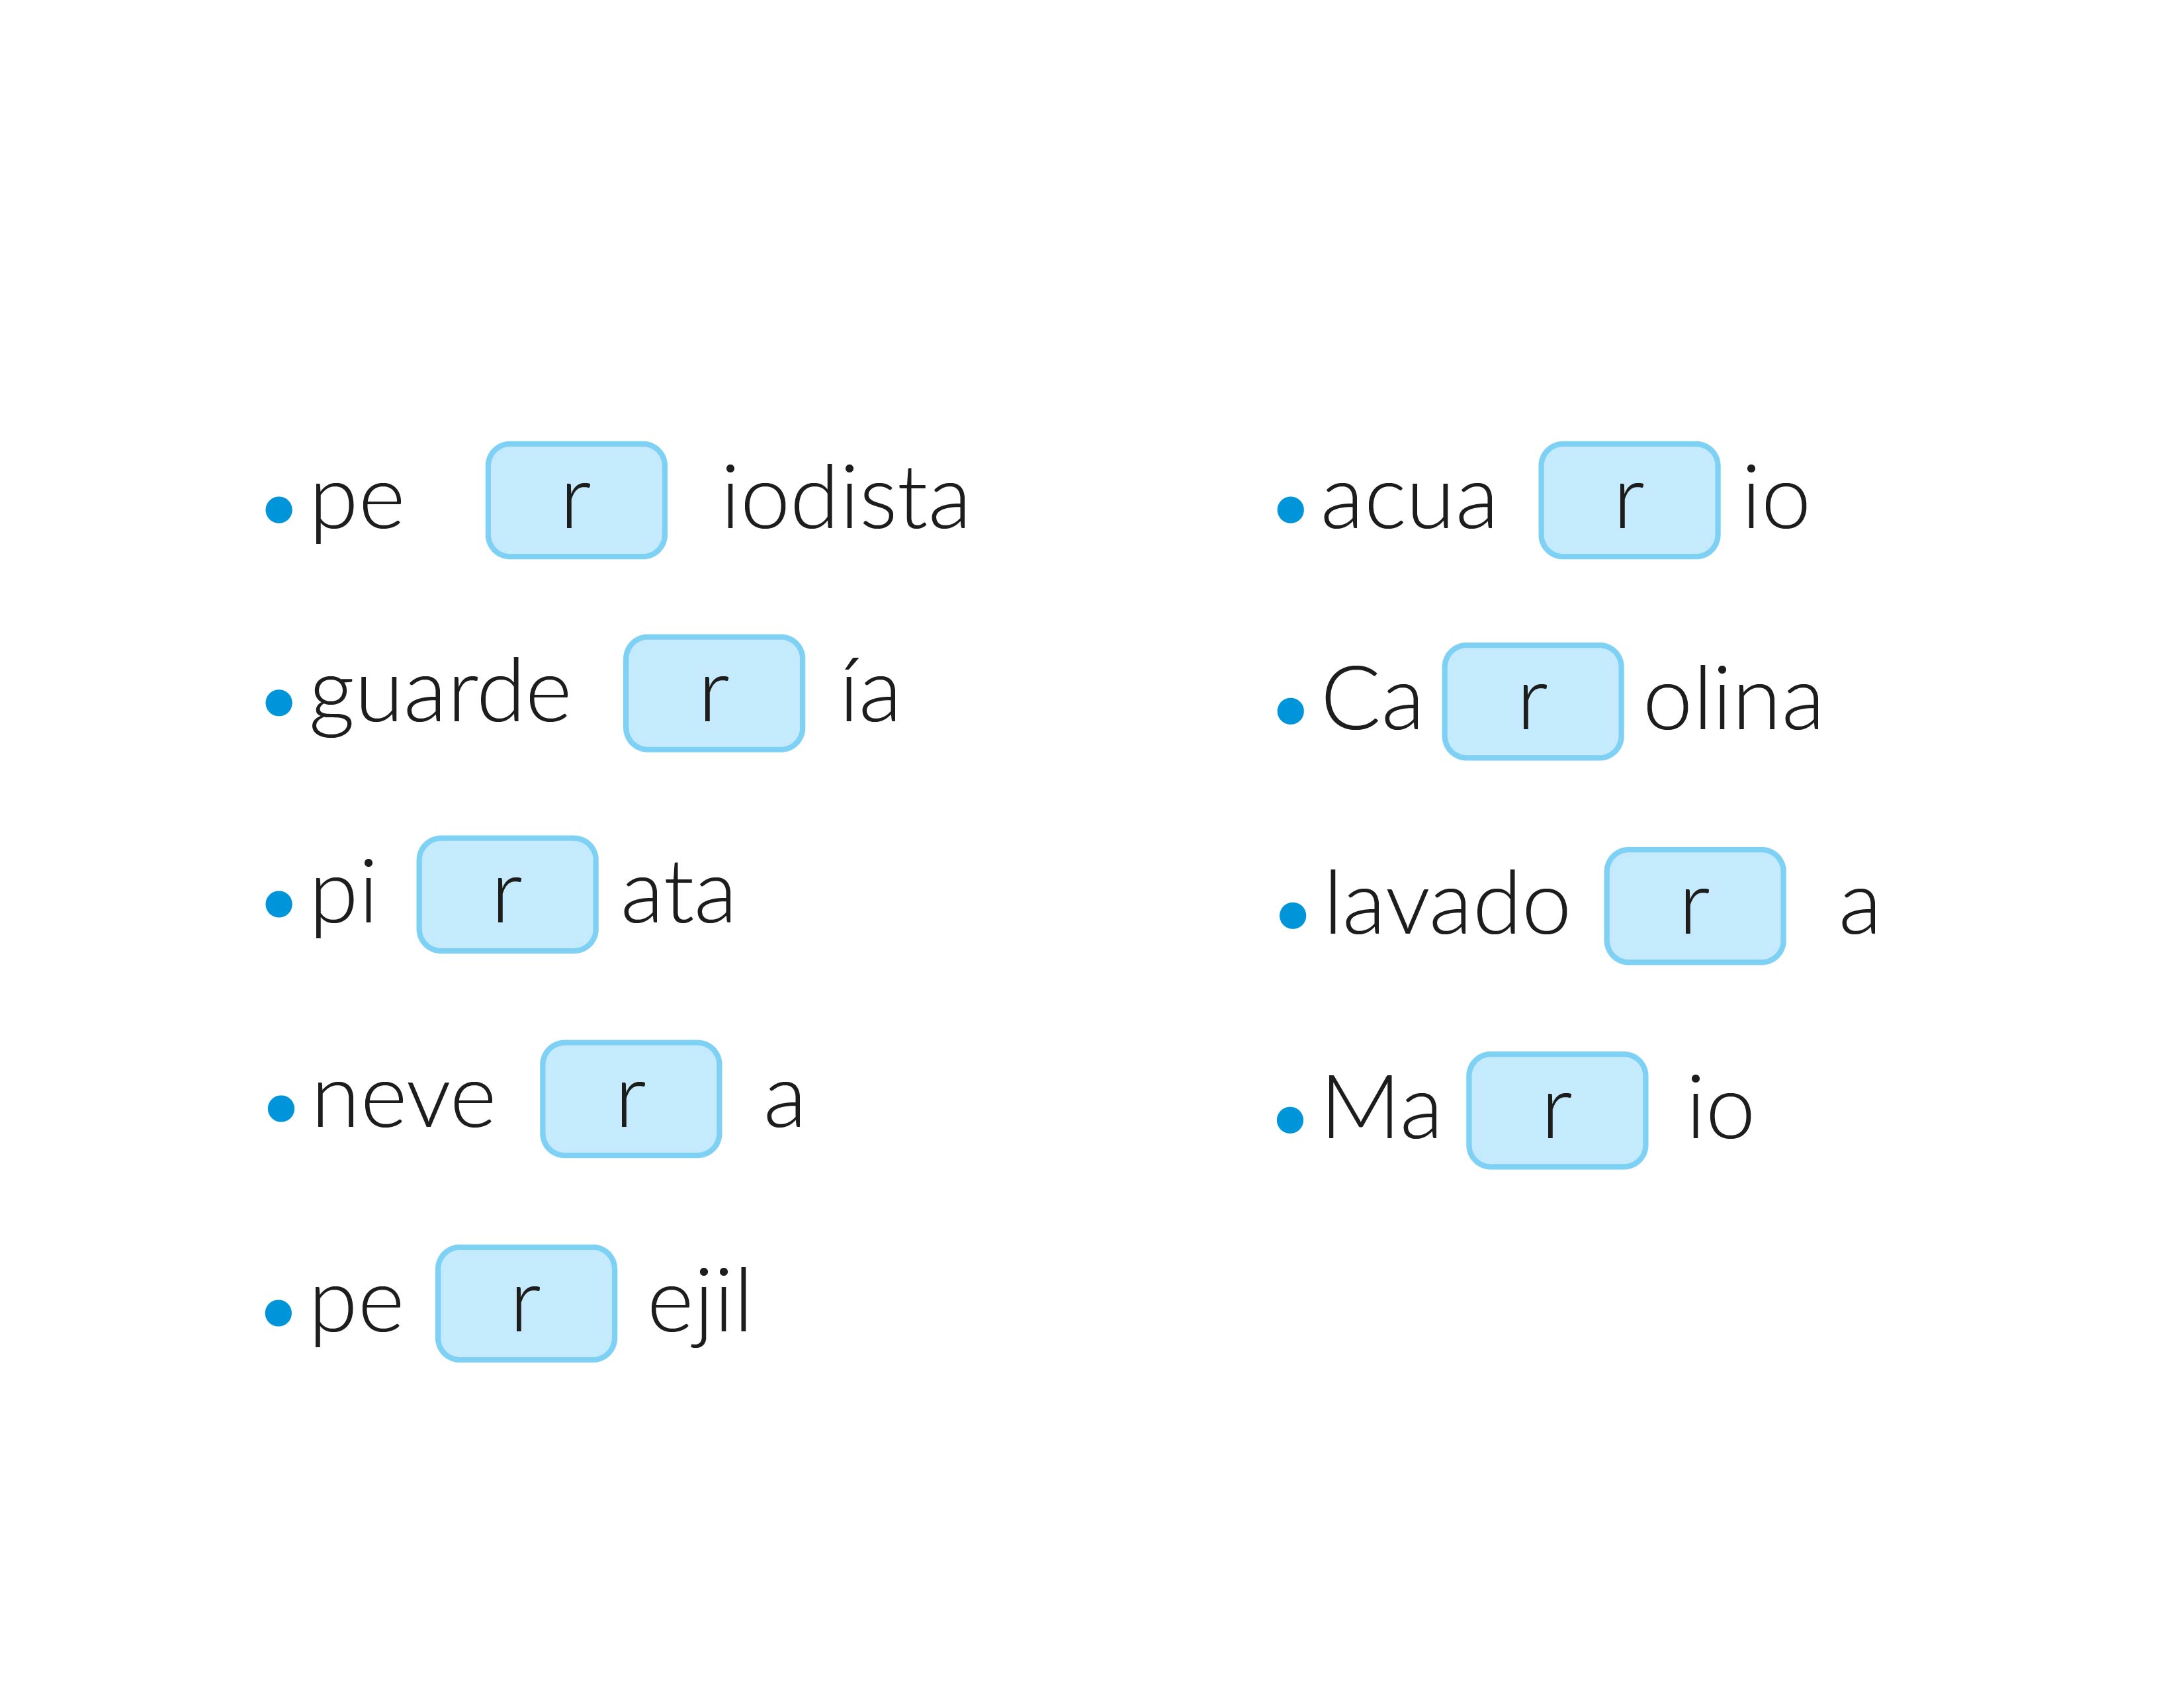 • pe r iodista
• guarde r ía
• pi r ata
• neve r a
• pe r ejil
• acua r io
• Ca r olina
• lavado r a
• Ma r io